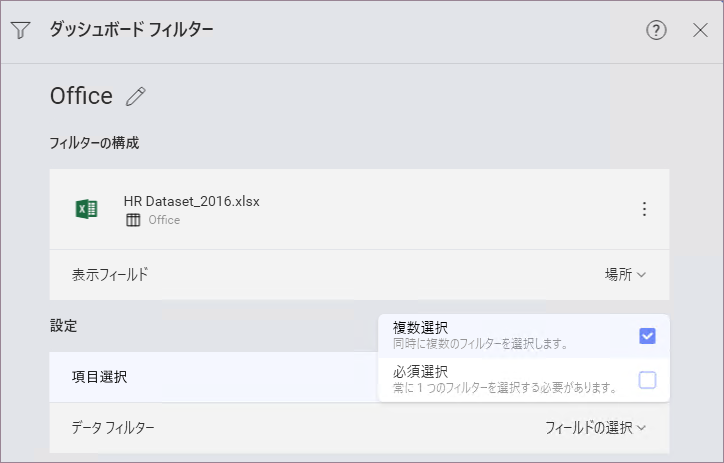 ダッシュボード フィルター
Office
フィルターの構成
HR Dataset_2016.xlsx
Office
表示フィールド 場所
設定
複数選択
同時に複数のフィルターを選択します。
項目選択
必須選択
常に 1 つのフィルターを選択する必要があります。
データ フィルター フィールドの選択